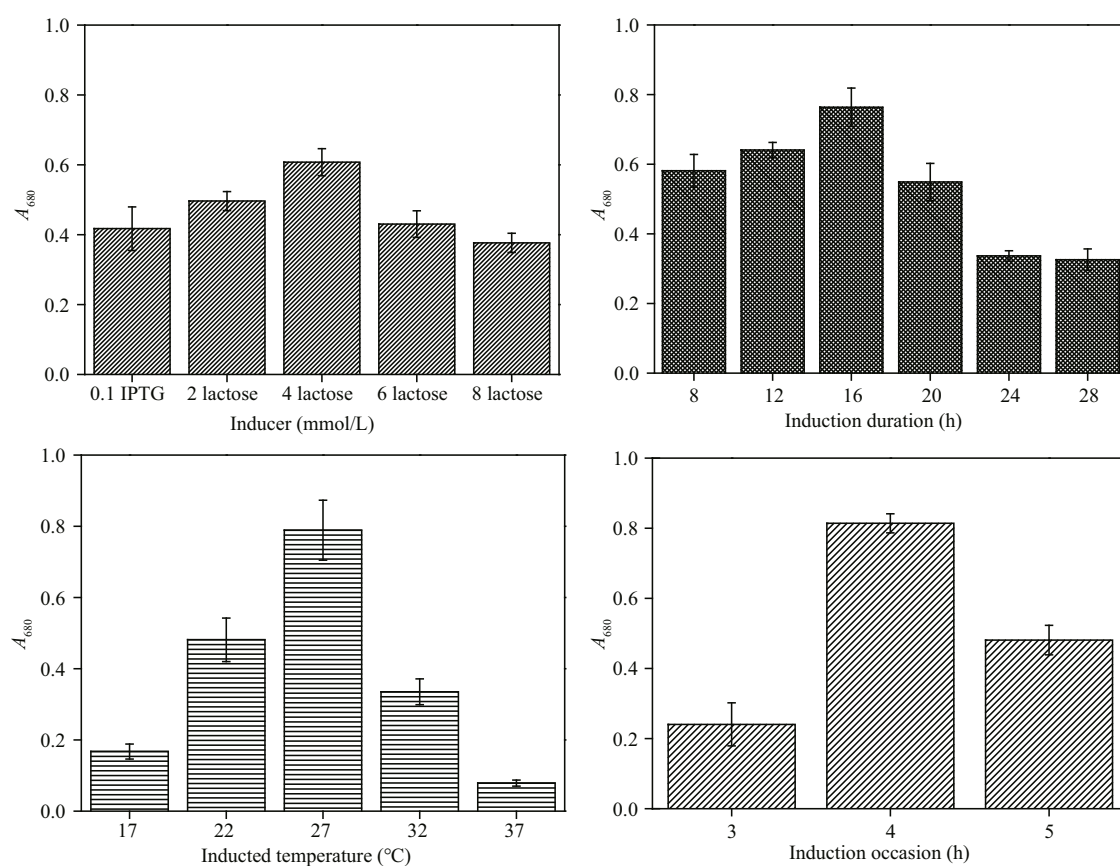 1.0
0.8
0.6
0.4
0.2
0.0
A680
0.1 IPTG 2 lactose 4 lactose 6 lactose 8 lactose
Inducer (mmol/L)
1.0
0.8
0.6
0.4
0.2
0.0
A680
8 12 16 20 24 28
Induction duration (h)
1.0
0.8
0.6
0.4
0.2
0.0
A680
17 22 27 32 37
Inducted temperature (°C)
1.0
0.8
0.6
0.4
0.2
0.0
A680
3 4 5
Induction occasion (h)